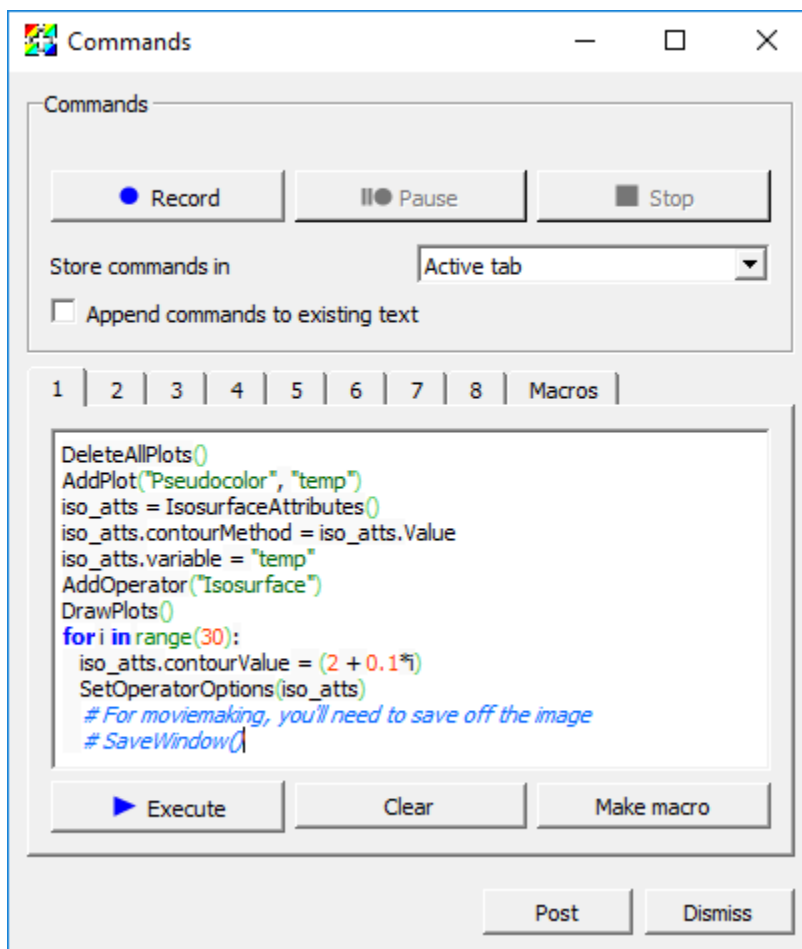 Commands
Commands
Record
Pause
Stop
Store commands in
Active tab
Append commands to existing text
1 2 3 4 5 6 7 8 Macros
DeleteAllPlots()
AddPlot("Pseudocolor", "temp")
iso_atts = IsosurfaceAttributes()
iso_atts.contourMethod = iso_atts.Value
iso_atts.variable = "temp"
AddOperator("Isosurface")
DrawPlots()
for i in range(30):
  iso_atts.contourValue = (2 + 0.1*i)
  SetOperatorOptions(iso_atts)
  # For moviemaking, you'll need to save off the image
  # SaveWindow()
Execute
Clear
Make macro
Post
Dismiss